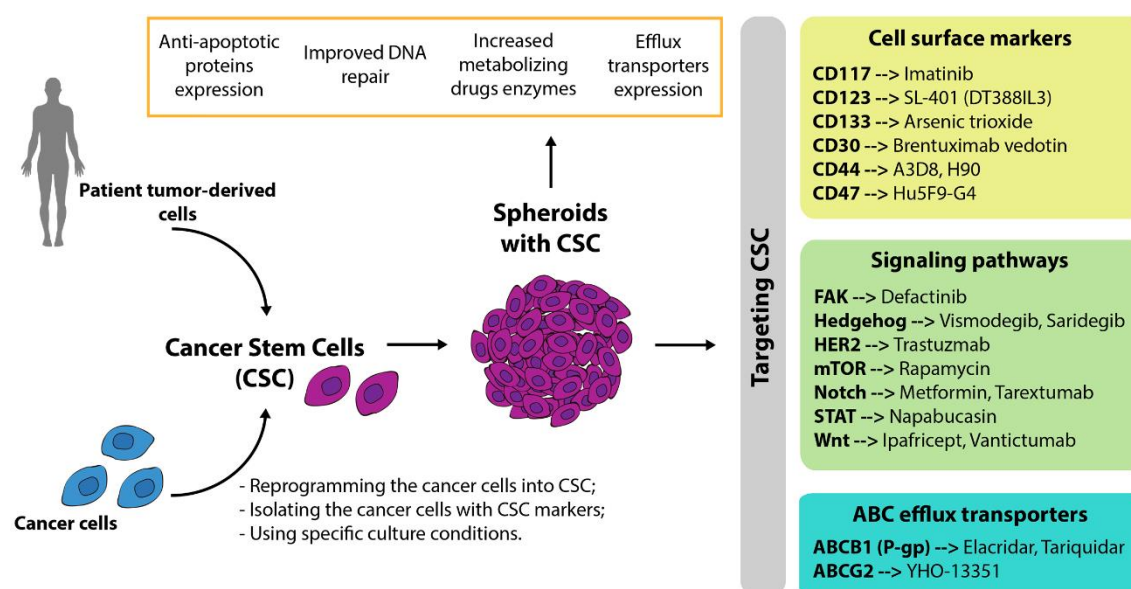 Anti-apoptotic
proteins
expression
Improved DNA
repair
Increased
metabolizing
drugs enzymes
Efflux
transporters
expression
Patient tumor-derived
cells
Spheroids
with CSC
Cancer Stem Cells
(CSC)
Cancer cells
- Reprogramming the cancer cells into CSC;
- Isolating the cancer cells with CSC markers;
- Using specific culture conditions.
Targeting CSC
Cell surface markers
CD117 --> Imatinib
CD123 --> SL-401 (DT388IL3)
CD133 --> Arsenic trioxide
CD30 --> Brentuximab vedotin
CD44 --> A3D8, H90
CD47 --> Hu5F9-G4
Signaling pathways
FAK --> Defactinib
Hedgehog --> Vismodegib, Saridegib
HER2 --> Trastuzmab
mTOR --> Rapamycin
Notch --> Metformin, Tarextumab
STAT --> Napabucasin
Wnt --> Ipafricept, Vantictumab
ABC efflux transporters
ABCB1 (P-gp) --> Elacridar, Tariquidar
ABCG2 --> YHO-13351